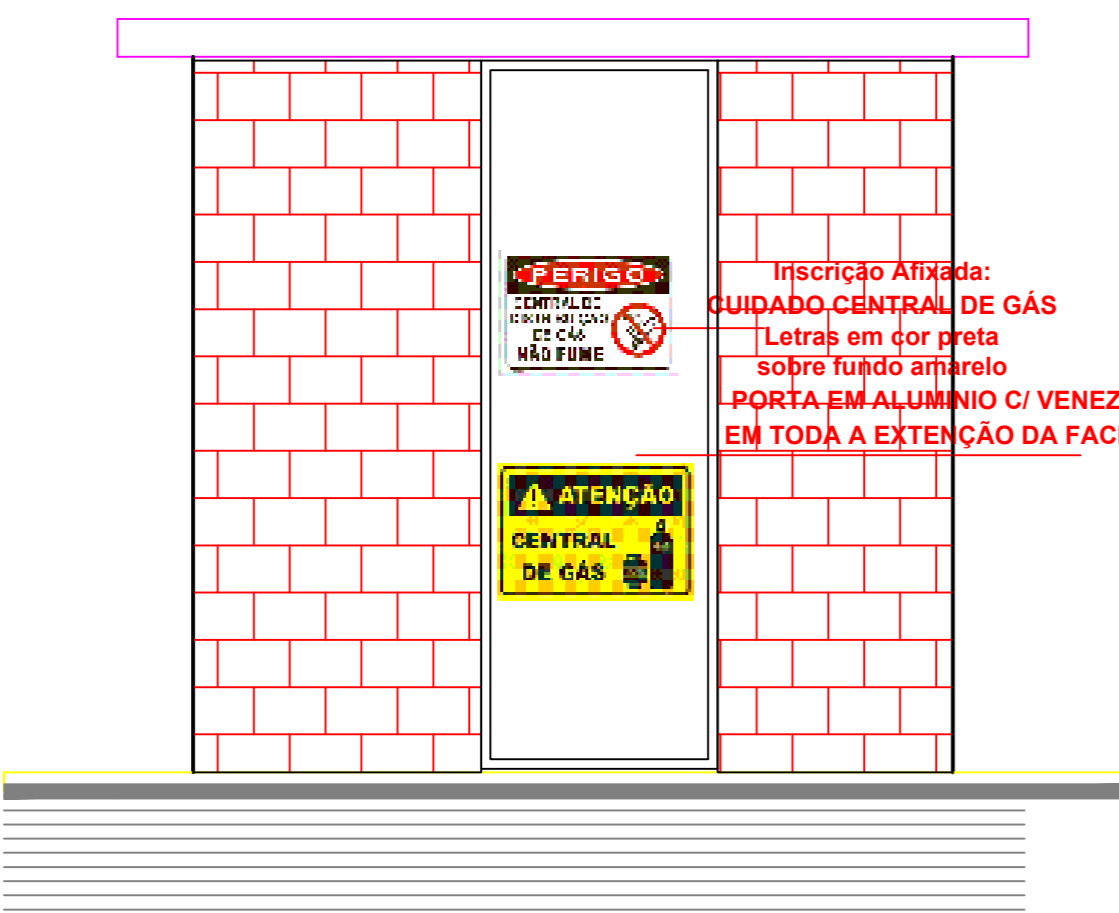 PERIGO
CENTRAL DE
DISTRIBUIÇÃO
DE GÁS
NÃO FUME
Inscrição Afixada:
CUIDADO CENTRAL DE GÁS
Letras em cor preta
sobre fundo amarelo
PORTA EM ALUMINIO C/ VENEZ
EM TODA A EXTENÇÃO DA FAC
ATENÇÃO
CENTRAL
DE GÁS